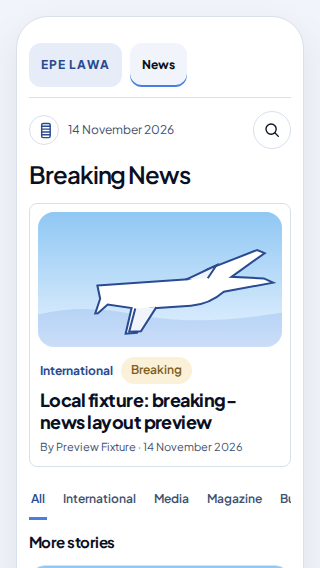 EPE LAWA
News
14 November 2026
Breaking News
International
Breaking
Local fixture: breaking-
news layout preview
By Preview Fixture · 14 November 2026
All
International
Media
Magazine
More stories